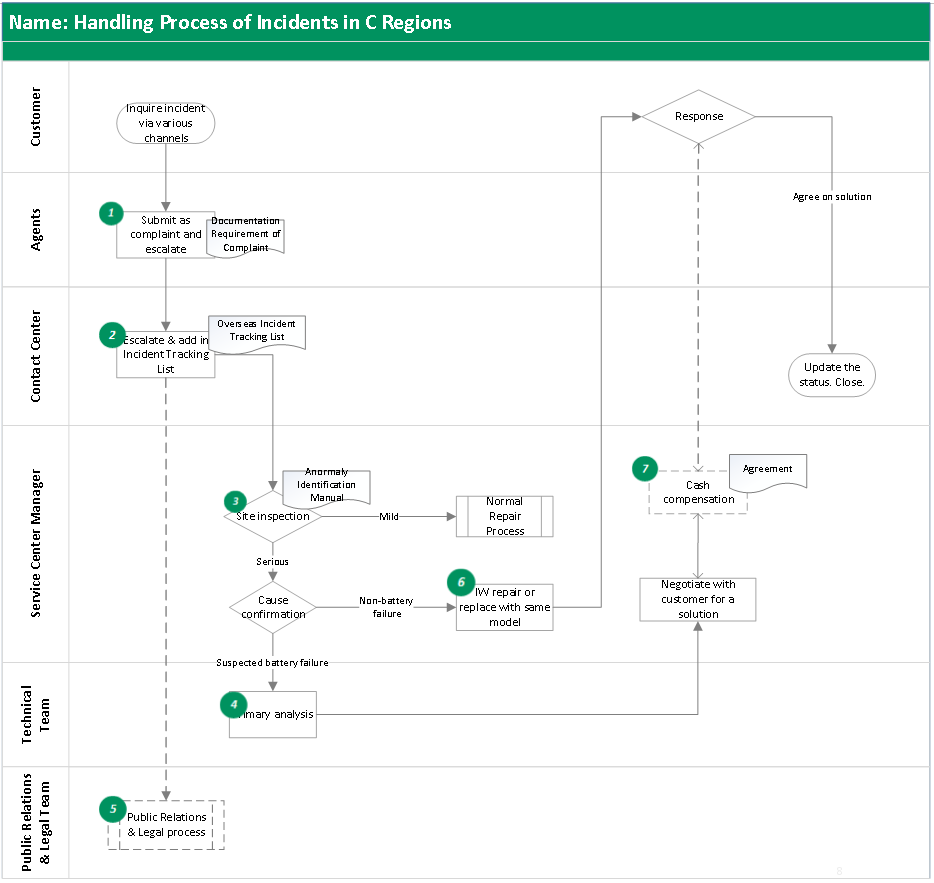 Name: Handling Process of Incidents in C Regions
Customer
Inquire incident
via various
channels
Response
Agree on solution
Agents
1
Submit as
complaint and
escalate
Documentation
Requirement of
Complaint
Contact Center
2
Escalate & add in
Incident Tracking
List
Overseas Incident
Tracking List
Update the
status. Close.
Service Center Manager
3
Site inspection
Anormaly
Identification
Manual
Mild
Normal
Repair
Process
Serious
Cause
confirmation
Non-battery
failure
6
IW repair or
replace with same
model
7
Cash
compensation
Agreement
Negotiate with
customer for a
solution
Suspected battery failure
Technical
Team
4
analysis
Public Relations
& Legal Team
5
Public Relations
& Legal process
8